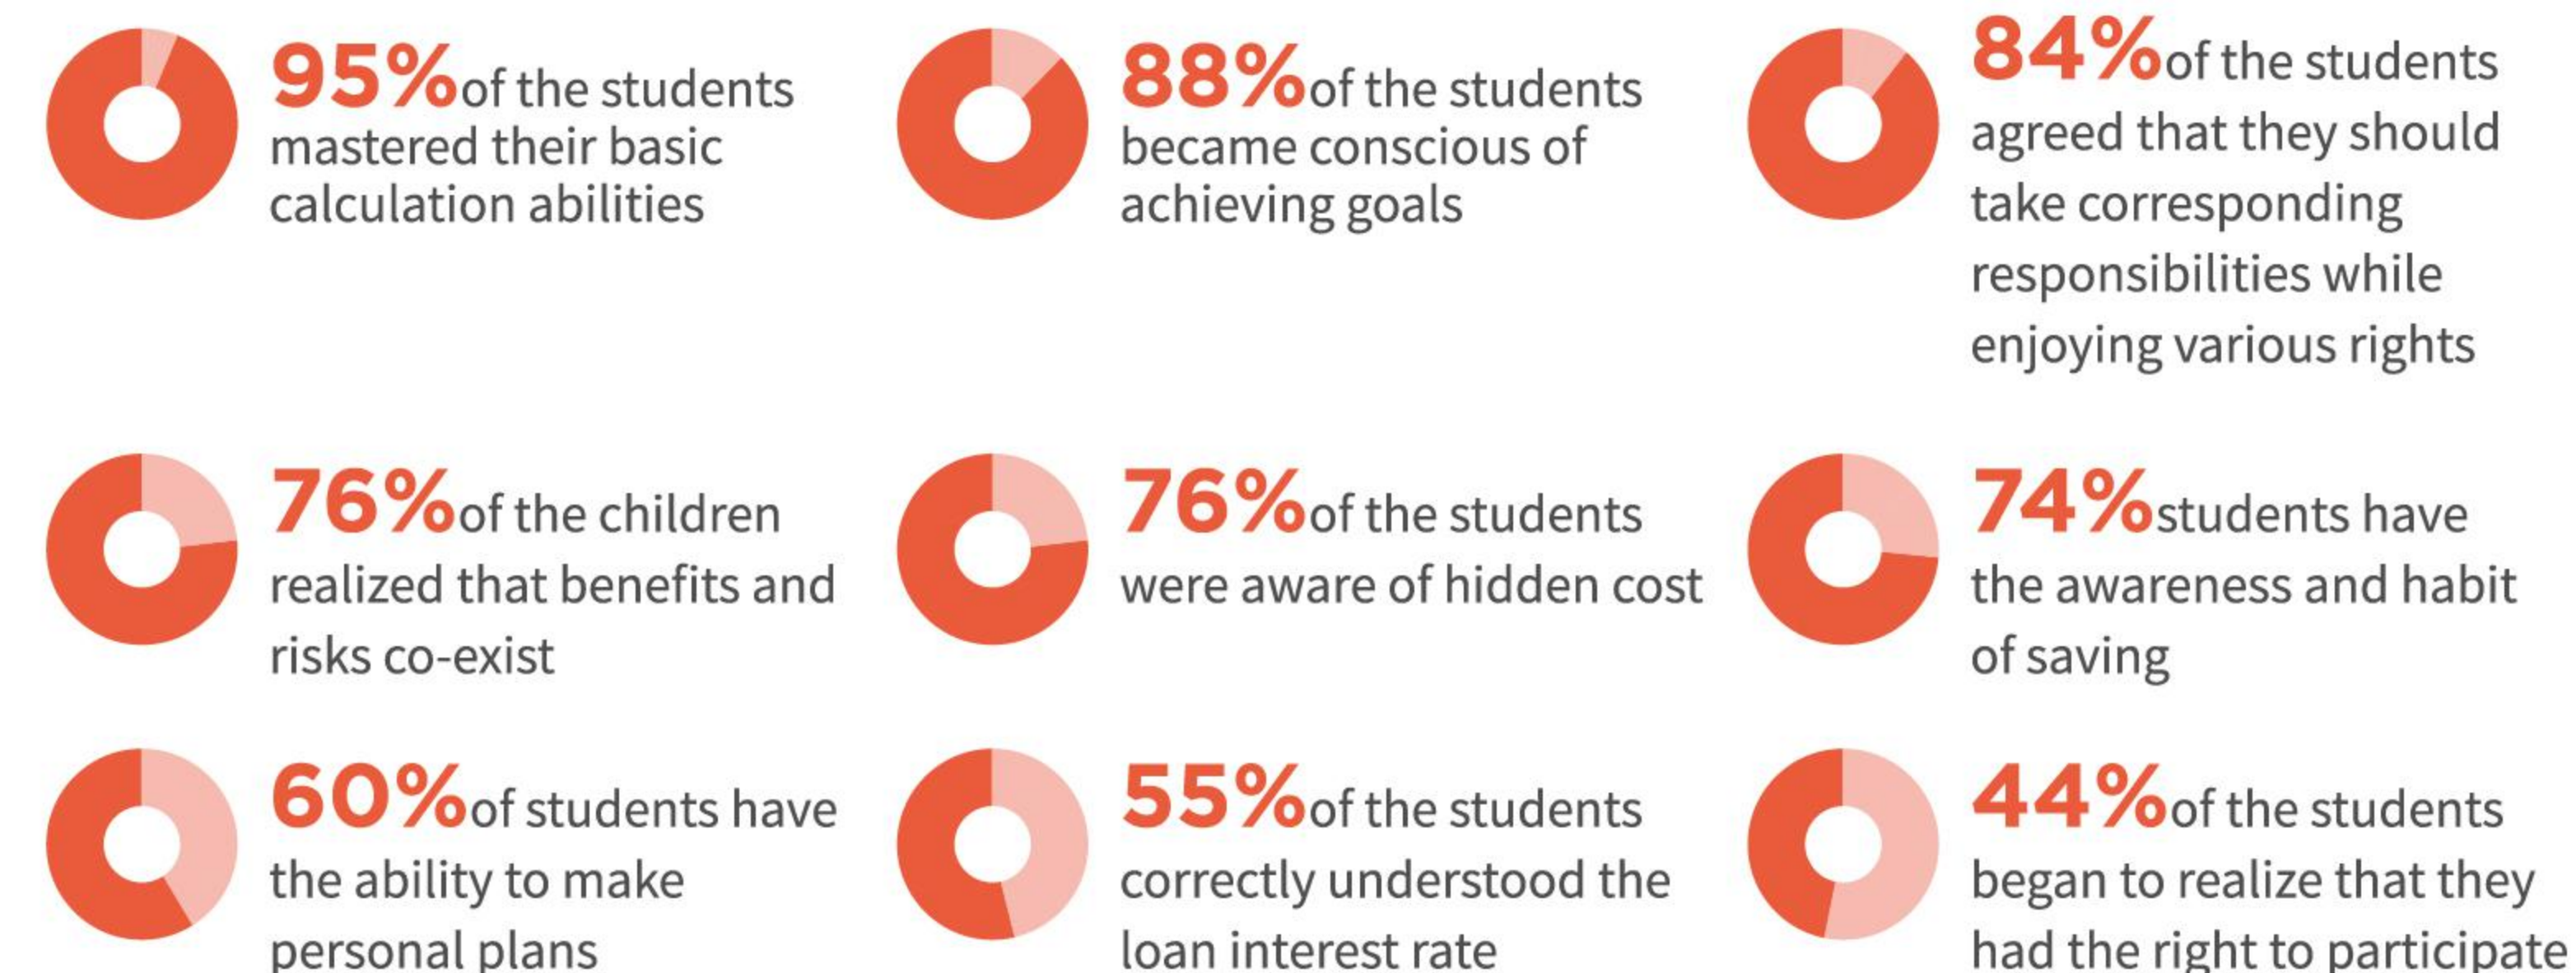 95% of the students
mastered their basic
calculation abilities
88% of the students
became conscious of
achieving goals
84% of the students
agreed that they should
take corresponding
responsibilities while
enjoying various rights
76% of the children
realized that benefits and
risks co-exist
76% of the students
were aware of hidden cost
74% students have
the awareness and habit
of saving
60% of students have
the ability to make
personal plans
55% of the students
correctly understood the
loan interest rate
44% of the students
began to realize that they
had the right to participate